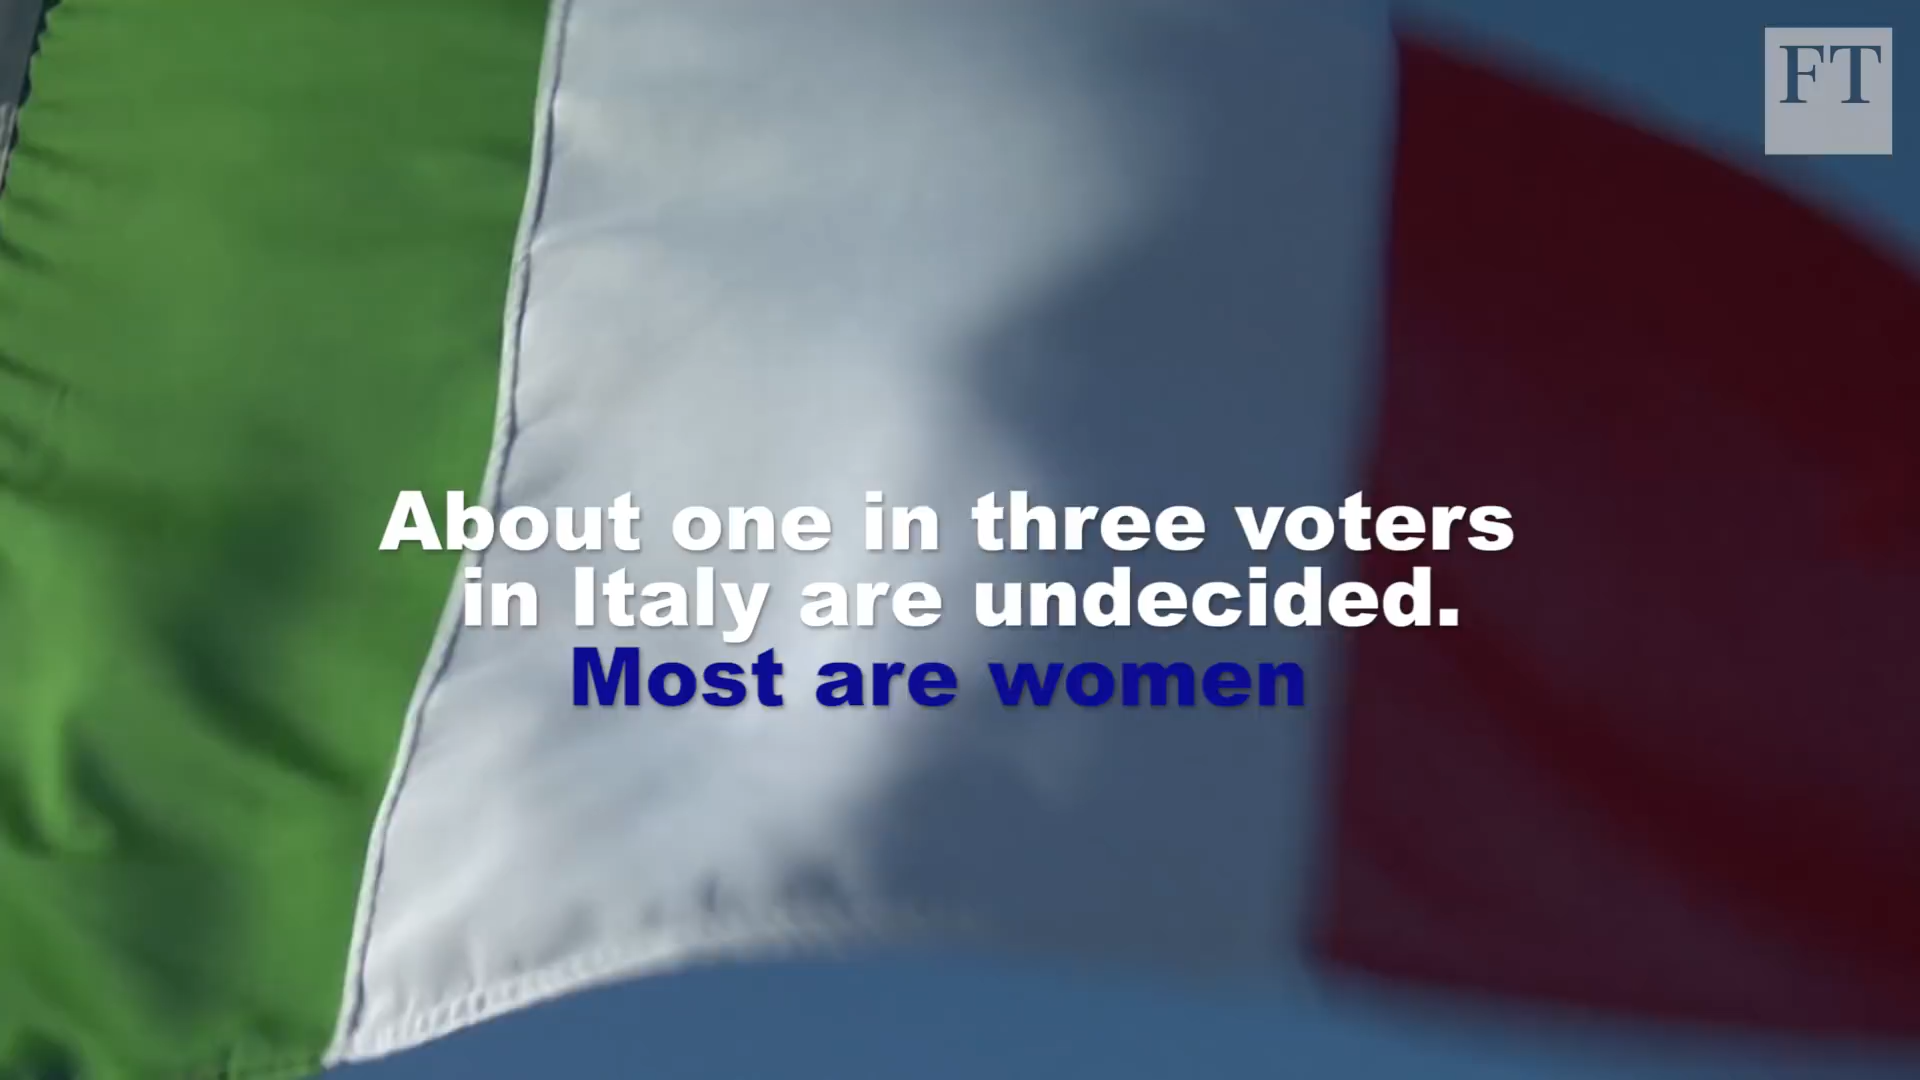 FT
About one in three voters
in Italy are undecided.
Most are women